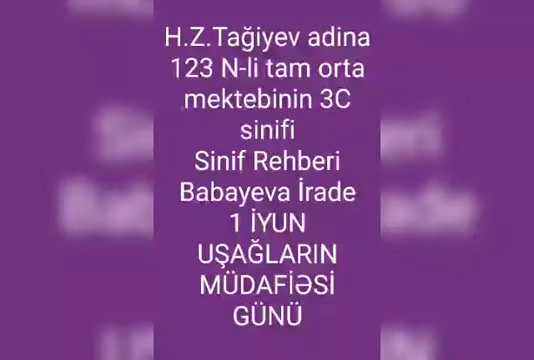 H.Z.Tağiyev adina
123 N-li tam orta
mektebinin 3C
sinifi
Sinif Rehberi
Babayeva İrade
1 İYUN
UŞAĞLARIN
MÜDAFİƏSİ
GÜNÜ